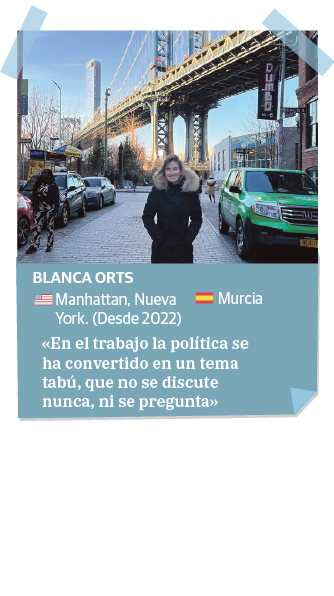 DUMBO
BLANCA ORTS
Manhattan, Nueva
York. (Desde 2022)
Murcia
«En el trabajo la política se
ha convertido en un tema
tabú, que no se discute
nunca, ni se pregunta»